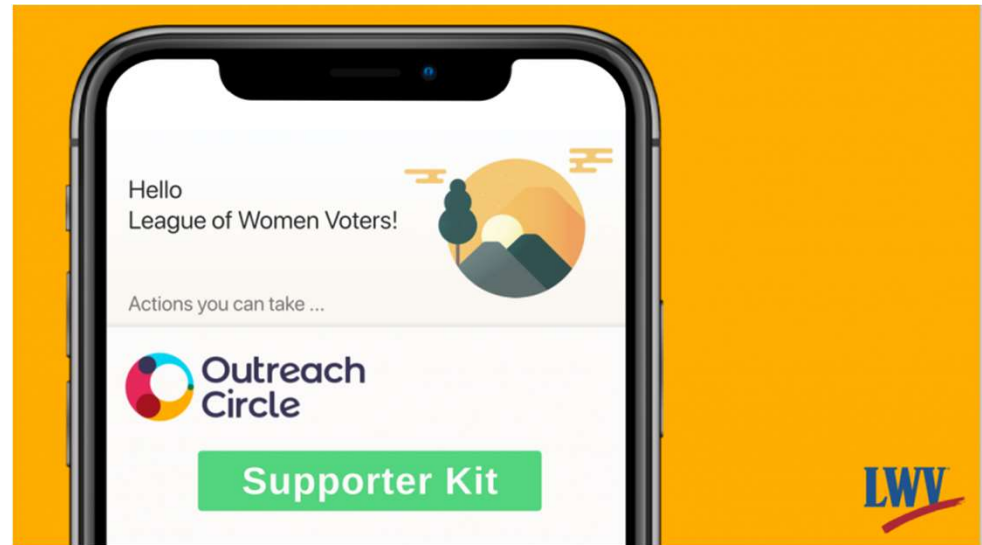 Hello
League of Women Voters!
Actions you can take ...
Outreach
Circle
Supporter Kit
LWV